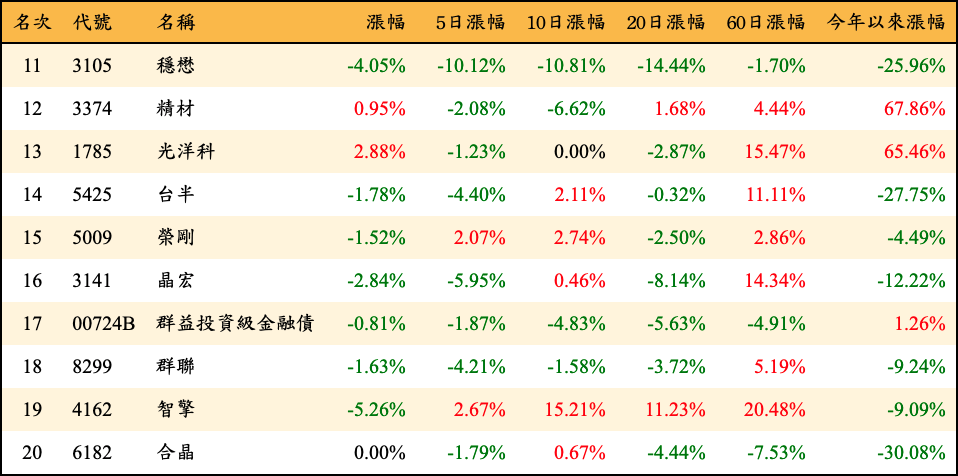 名次 代號 名稱 漲幅 5日漲幅 10日漲幅 20日漲幅 60日漲幅 今年以來漲幅
11 3105 穩懋 -4.05% -10.12% -10.81% -14.44% -1.70% -25.96%
12 3374 精材 0.95% -2.08% -6.62% 1.68% 4.44% 67.86%
13 1785 光洋科 2.88% -1.23% 0.00% -2.87% 15.47% 65.46%
14 5425 台半 -1.78% -4.40% 2.11% -0.32% 11.11% -27.75%
15 5009 榮剛 -1.52% 2.07% 2.74% -2.50% 2.86% -4.49%
16 3141 晶宏 -2.84% -5.95% 0.46% -8.14% 14.34% -12.22%
17 00724B 群益投資級金融債 -0.81% -1.87% -4.83% -5.63% -4.91% 1.26%
18 8299 群聯 -1.63% -4.21% -1.58% -3.72% 5.19% -9.24%
19 4162 智擎 -5.26% 2.67% 15.21% 11.23% 20.48% -9.09%
20 6182 合晶 0.00% -1.79% 0.67% -4.44% -7.53% -30.08%